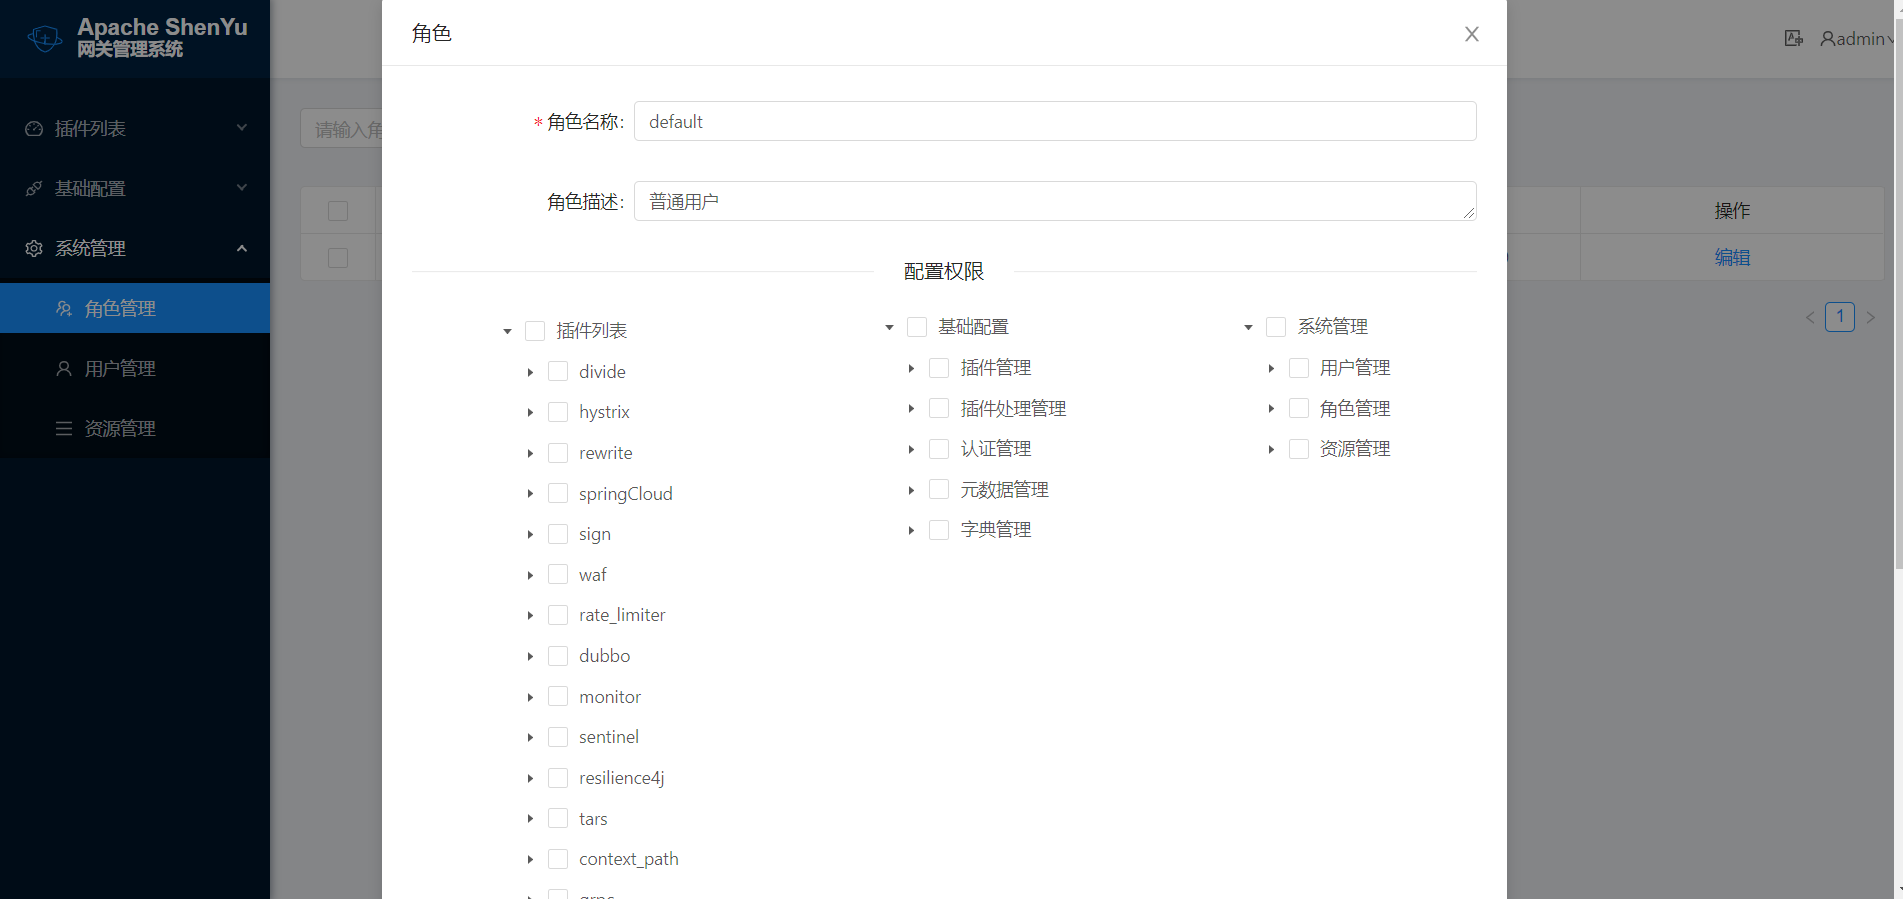 Apache ShenYu
网关管理系统
插件列表
基础配置
系统管理
角色管理
用户管理
资源管理
admin
请输入角
操作
编辑
1
角色
* 角色名称:
default
角色描述:
普通用户
配置权限
插件列表
divide
hystrix
rewrite
springCloud
sign
waf
rate_limiter
dubbo
monitor
sentinel
resilience4j
tars
context_path
基础配置
插件管理
插件处理管理
认证管理
元数据管理
字典管理
系统管理
用户管理
角色管理
资源管理